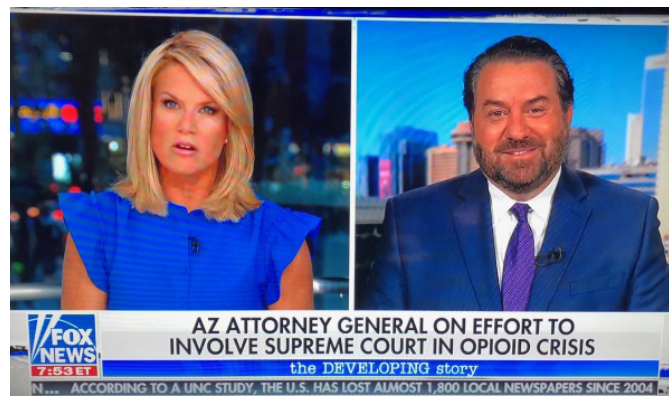 AZ ATTORNEY GENERAL ON EFFORT TO
INVOLVE SUPREME COURT IN OPIOID CRISIS
FOX
NEWS
7:53 ET
the DEVELOPING story
N... ACCORDING TO A UNC STUDY, THE U.S. HAS LOST ALMOST 1,800 LOCAL NEWSPAPERS SINCE 2004